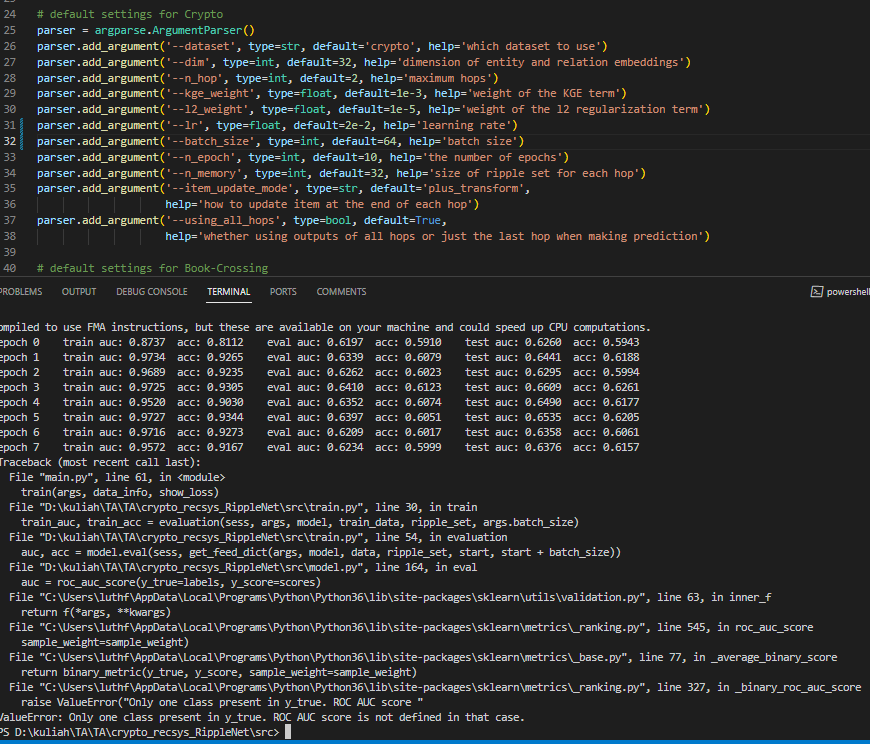 24 # default settings for Crypto
25 parser = argparse.ArgumentParser()
26 parser.add_argument('--dataset', type=str, default='crypto', help='which dataset to use')
27 parser.add_argument('--dim', type=int, default=32, help='dimension of entity and relation embeddings')
28 parser.add_argument('--n_hop', type=int, default=2, help='maximum hops')
29 parser.add_argument('--kge_weight', type=float, default=1e-3, help='weight of the KGE term')
30 parser.add_argument('--l2_weight', type=float, default=1e-5, help='weight of the l2 regularization term')
31 parser.add_argument('--lr', type=float, default=2e-2, help='learning rate')
32 parser.add_argument('--batch_size', type=int, default=64, help='batch size')
33 parser.add_argument('--n_epoch', type=int, default=10, help='the number of epochs')
34 parser.add_argument('--n_memory', type=int, default=32, help='size of ripple set for each hop')
35 parser.add_argument('--item_update_mode', type=str, default='plus_transform',
36 help='how to update item at the end of each hop')
37 parser.add_argument('--using_all_hops', type=bool, default=True,
38 help='whether using outputs of all hops or just the last hop when making prediction')
39
40 # default settings for Book-Crossing
PROBLEMS OUTPUT DEBUG CONSOLE TERMINAL PORTS COMMENTS powershell
ompiled to use FMA instructions, but these are available on your machine and could speed up CPU computations.
epoch 0 train auc: 0.8737 acc: 0.8112 eval auc: 0.6197 acc: 0.5910 test auc: 0.6260 acc: 0.5943
epoch 1 train auc: 0.9734 acc: 0.9265 eval auc: 0.6339 acc: 0.6079 test auc: 0.6441 acc: 0.6188
epoch 2 train auc: 0.9689 acc: 0.9235 eval auc: 0.6262 acc: 0.6023 test auc: 0.6295 acc: 0.5994
epoch 3 train auc: 0.9725 acc: 0.9305 eval auc: 0.6410 acc: 0.6123 test auc: 0.6609 acc: 0.6261
epoch 4 train auc: 0.9520 acc: 0.9030 eval auc: 0.6352 acc: 0.6074 test auc: 0.6490 acc: 0.6177
epoch 5 train auc: 0.9727 acc: 0.9344 eval auc: 0.6397 acc: 0.6051 test auc: 0.6535 acc: 0.6205
epoch 6 train auc: 0.9716 acc: 0.9273 eval auc: 0.6209 acc: 0.6017 test auc: 0.6358 acc: 0.6061
epoch 7 train auc: 0.9572 acc: 0.9167 eval auc: 0.6234 acc: 0.5999 test auc: 0.6376 acc: 0.6157
Traceback (most recent call last):
File "main.py", line 61, in <module>
train(args, data_info, show_loss)
File "D:\kuliah\TA\TA\crypto_recsys_RippleNet\src\train.py", line 30, in train
train_auc, train_acc = evaluation(sess, args, model, train_data, ripple_set, args.batch_size)
File "D:\kuliah\TA\TA\crypto_recsys_RippleNet\src\train.py", line 54, in evaluation
auc, acc = model.eval(sess, get_feed_dict(args, model, data, ripple_set, start, start + batch_size))
File "D:\kuliah\TA\TA\crypto_recsys_RippleNet\src\model.py", line 164, in eval
auc = roc_auc_score(y_true=labels, y_score=scores)
File "C:\Users\luthf\AppData\Local\Programs\Python\Python36\lib\site-packages\sklearn\utils\validation.py", line 63, in inner_f
return f(*args, **kwargs)
File "C:\Users\luthf\AppData\Local\Programs\Python\Python36\lib\site-packages\sklearn\metrics\_ranking.py", line 545, in roc_auc_score
sample_weight=sample_weight)
File "C:\Users\luthf\AppData\Local\Programs\Python\Python36\lib\site-packages\sklearn\metrics\_base.py", line 77, in _average_binary_score
return binary_metric(y_true, y_score, sample_weight=sample_weight)
File "C:\Users\luthf\AppData\Local\Programs\Python\Python36\lib\site-packages\sklearn\metrics\_ranking.py", line 327, in _binary_roc_auc_score
raise ValueError("Only one class present in y_true. ROC AUC score "
ValueError: Only one class present in y_true. ROC AUC score is not defined in that case.
PS D:\kuliah\TA\TA\crypto_recsys_RippleNet\src>